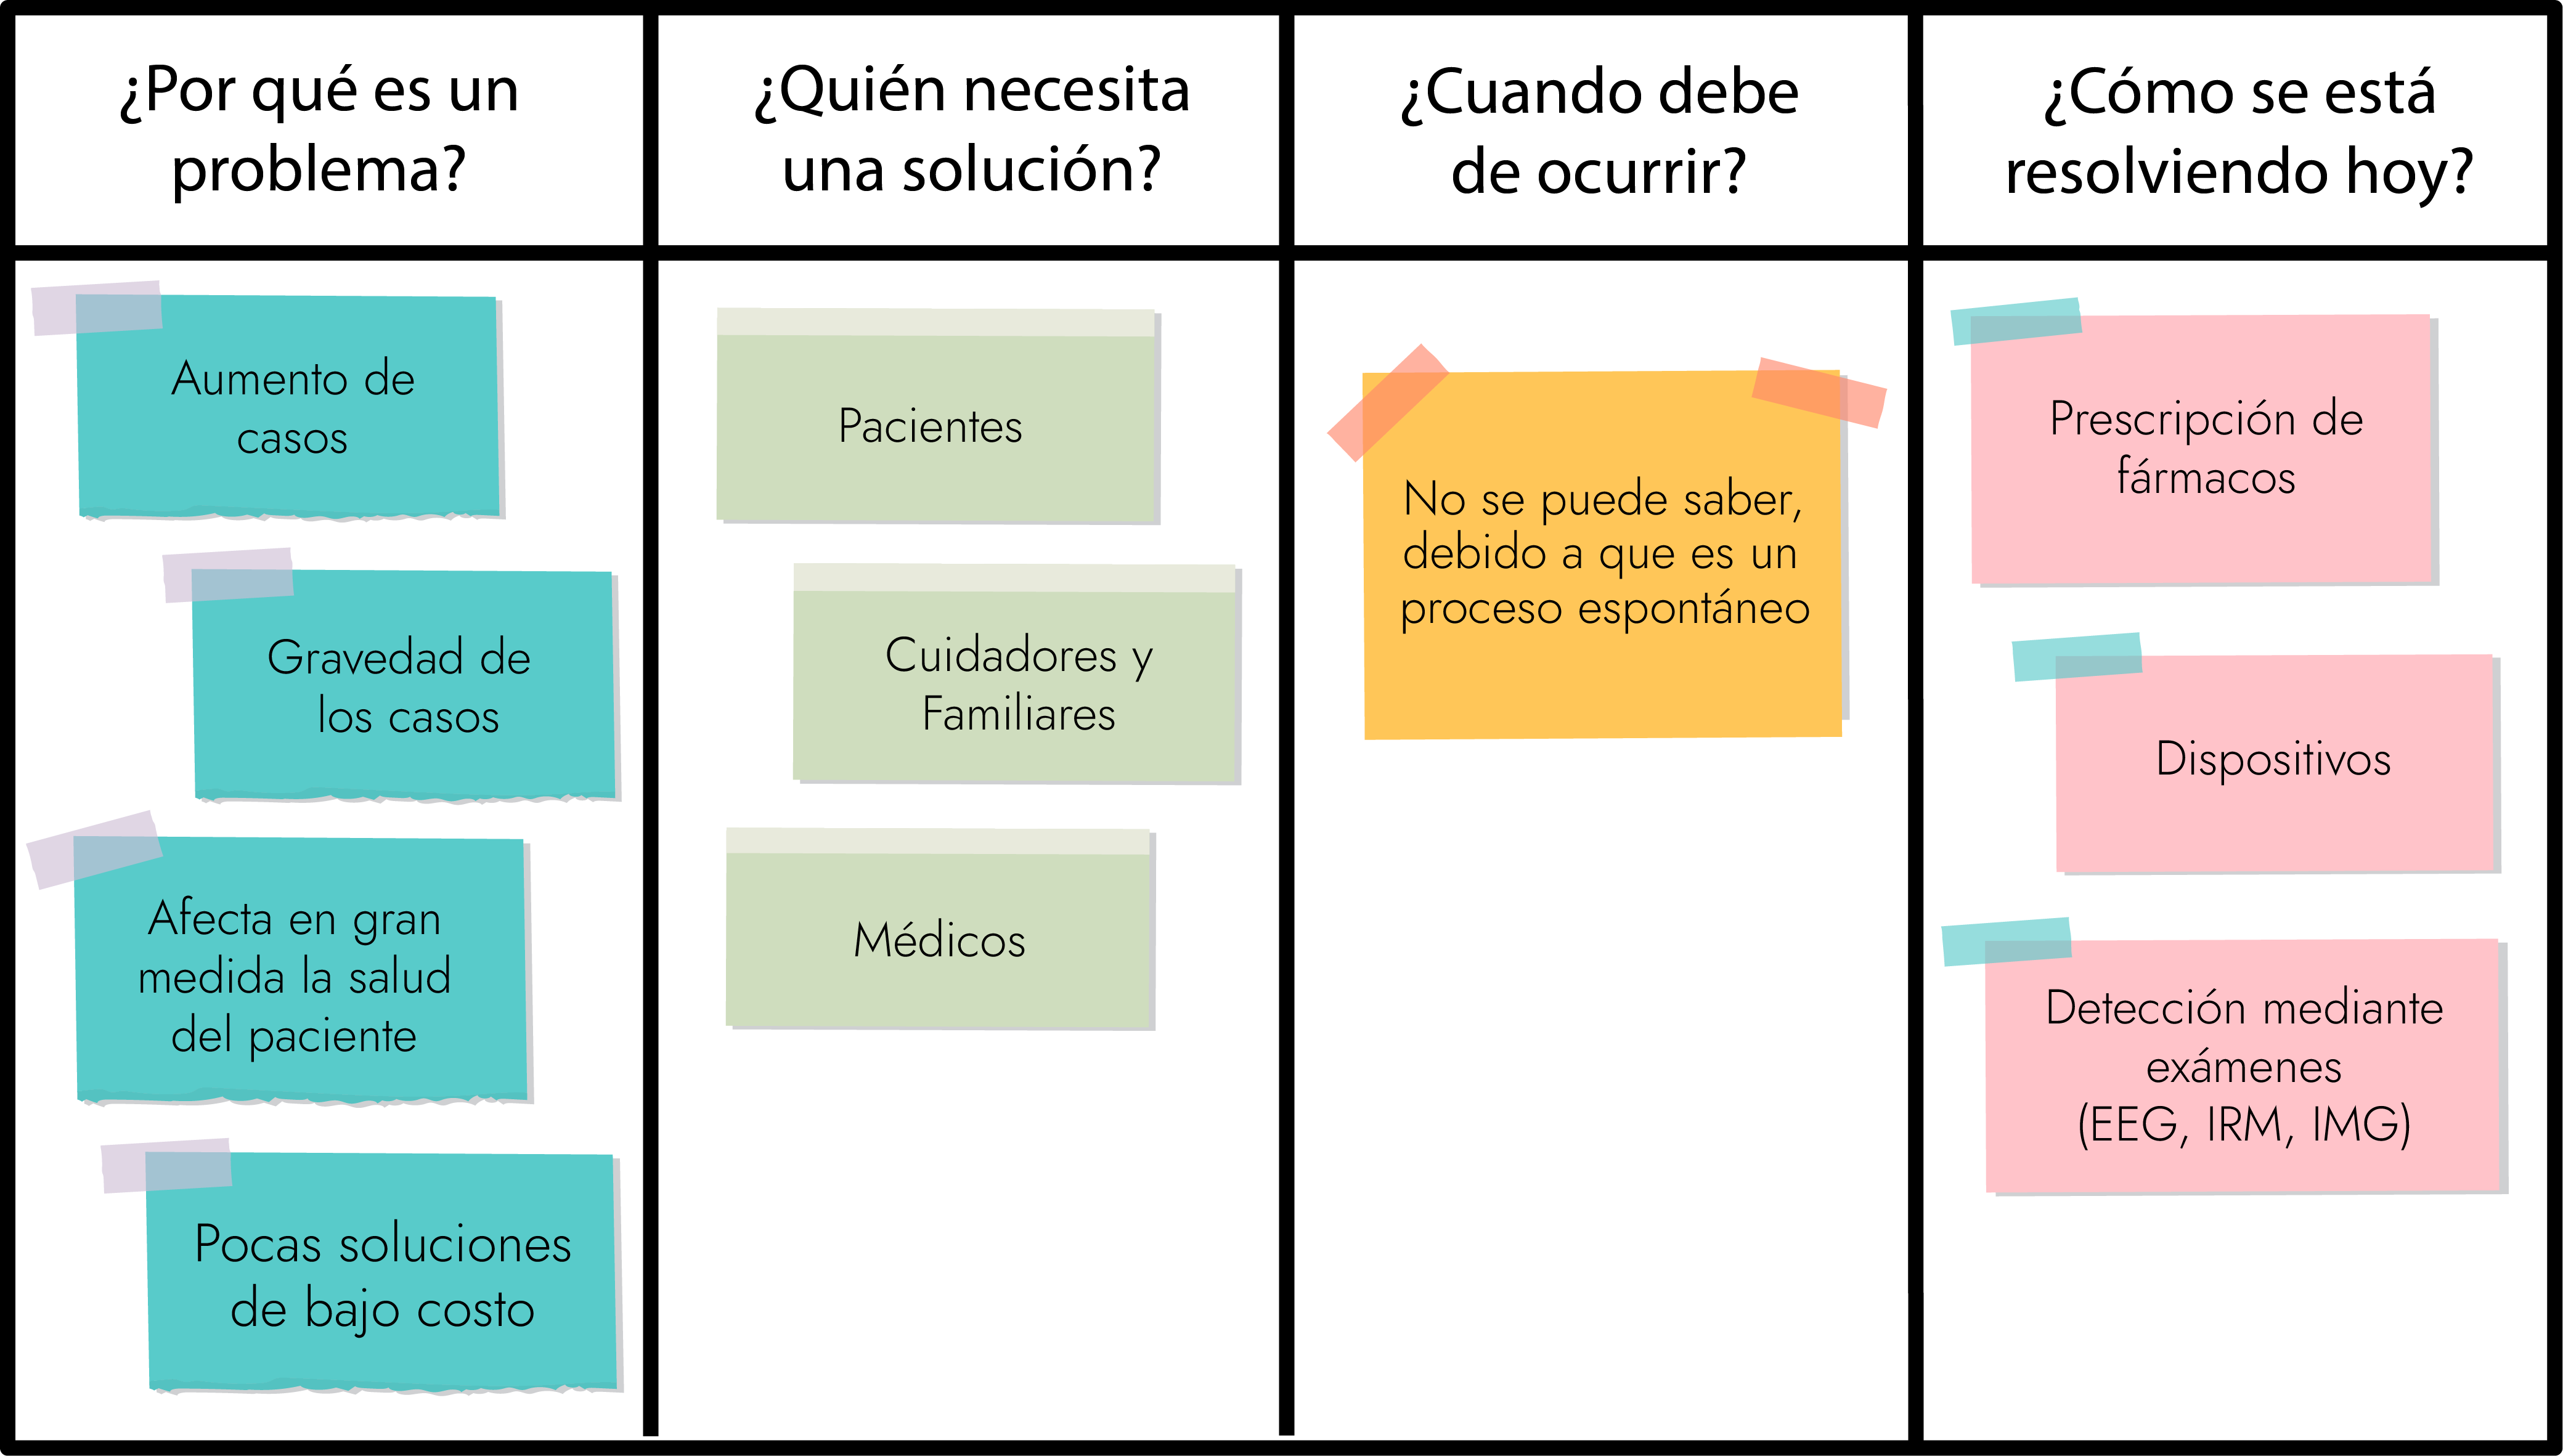 ¿Por qué es un
problema?
¿Quién necesita
una solución?
¿Cuando debe
de ocurrir?
¿Cómo se está
resolviendo hoy?
Aumento de
casos
Gravedad de
los casos
Afecta en gran
medida la salud
del paciente
Pocas soluciones
de bajo costo
Pacientes
Cuidadores y
Familiares
Médicos
No se puede saber,
debido a que es un
proceso espontáneo
Prescripción de
fármacos
Dispositivos
Detección mediante
exámenes
(EEG, IRM, IMG)